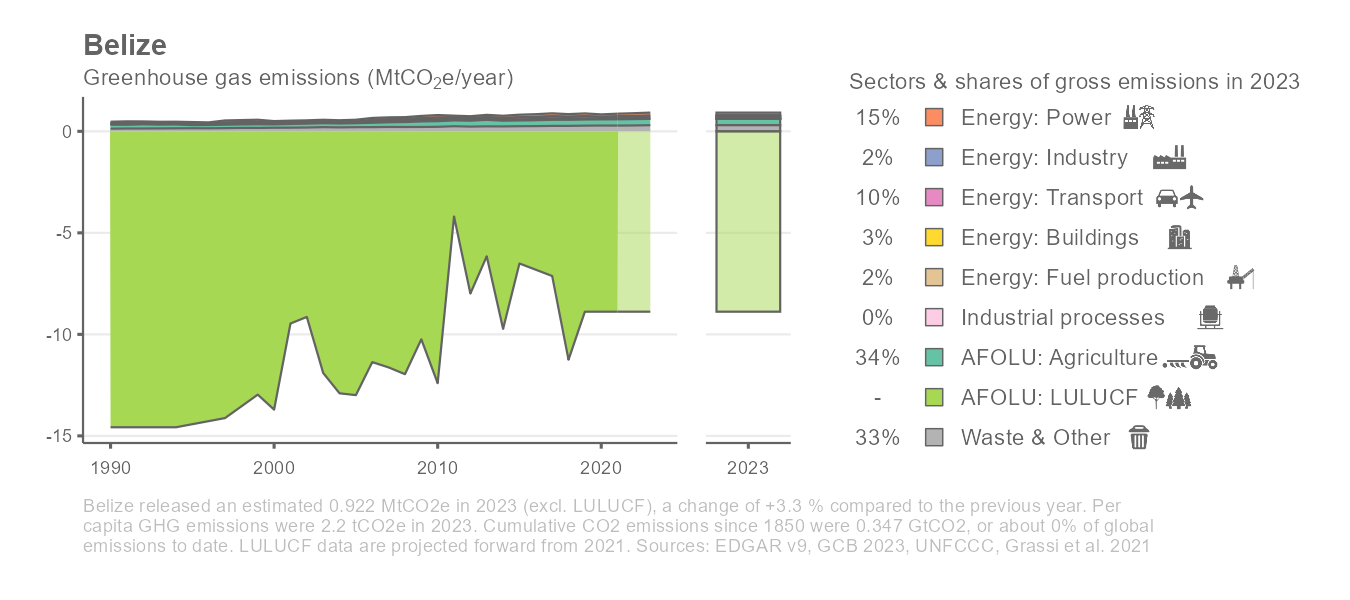 Belize
Greenhouse gas emissions (MtCO₂e/year)
Sectors & shares of gross emissions in 2023
15% Energy: Power
2% Energy: Industry
10% Energy: Transport
3% Energy: Buildings
2% Energy: Fuel production
0% Industrial processes
34% AFOLU: Agriculture
- AFOLU: LULUCF
33% Waste & Other
0
-5
-10
-15
1990 2000 2010 2020 2023
Belize released an estimated 0.922 MtCO2e in 2023 (excl. LULUCF), a change of +3.3 % compared to the previous year. Per
capita GHG emissions were 2.2 tCO2e in 2023. Cumulative CO2 emissions since 1850 were 0.347 GtCO2, or about 0% of global
emissions to date. LULUCF data are projected forward from 2021. Sources: EDGAR v9, GCB 2023, UNFCCC, Grassi et al. 2021